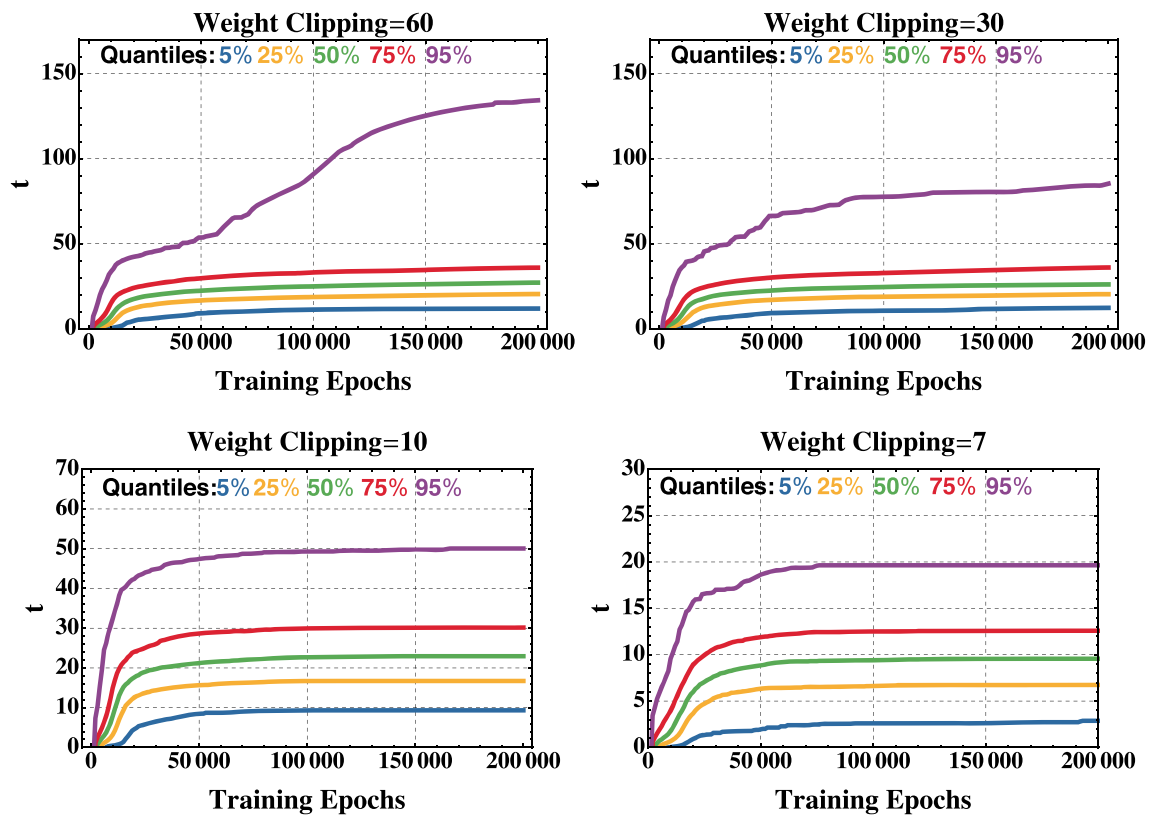 Weight Clipping=60
Quantiles: 5% 25% 50% 75% 95%
150
100
50
0
t
0 50 000 100 000 150 000 200 000
Training Epochs
Weight Clipping=30
Quantiles: 5% 25% 50% 75% 95%
150
100
50
0
t
0 50 000 100 000 150 000 200 000
Training Epochs
Weight Clipping=10
Quantiles: 5% 25% 50% 75% 95%
70
60
50
40
30
20
10
0
t
0 50 000 100 000 150 000 200 000
Training Epochs
Weight Clipping=7
Quantiles: 5% 25% 50% 75% 95%
30
25
20
15
10
5
0
t
0 50 000 100 000 150 000 200 000
Training Epochs